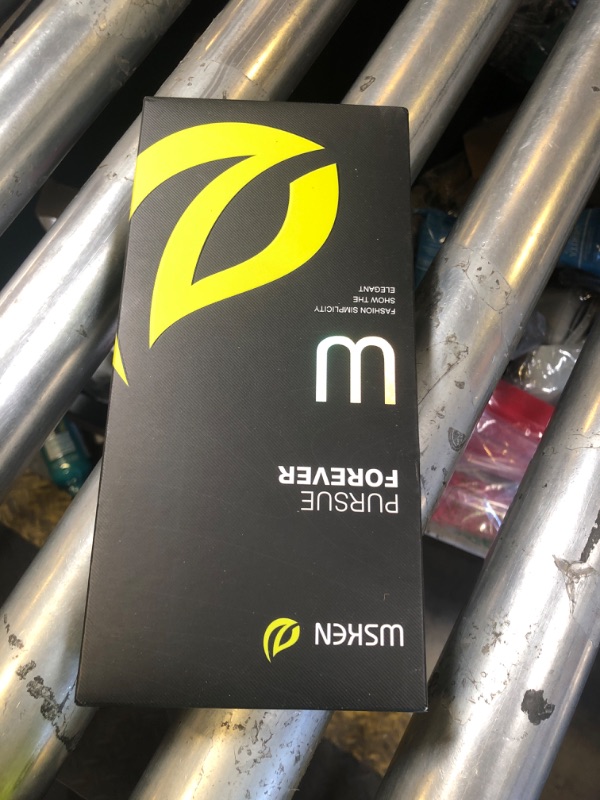 WSKEN
PURSUE
FOREVER
W
FASHION SIMPLICITY
SHOW THE
ELEGANT